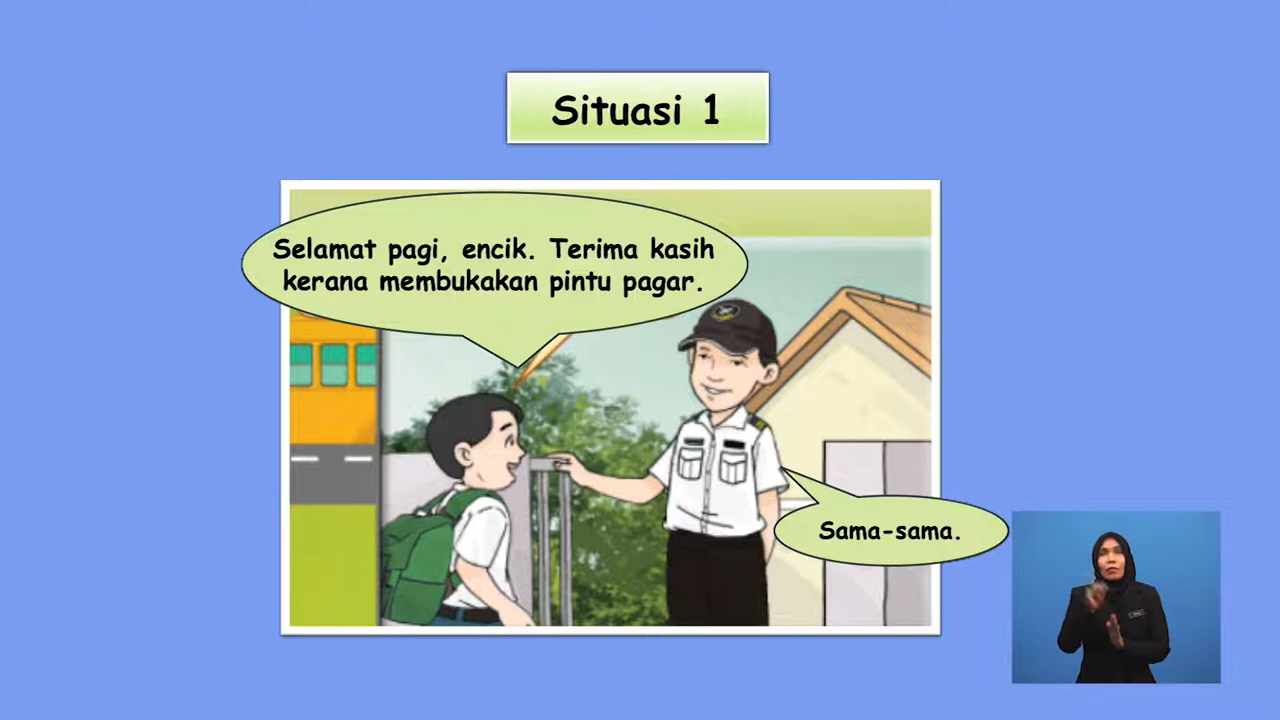 Situasi 1
Selamat pagi, encik. Terima kasih
kerana membukakan pintu pagar.
Sama-sama.